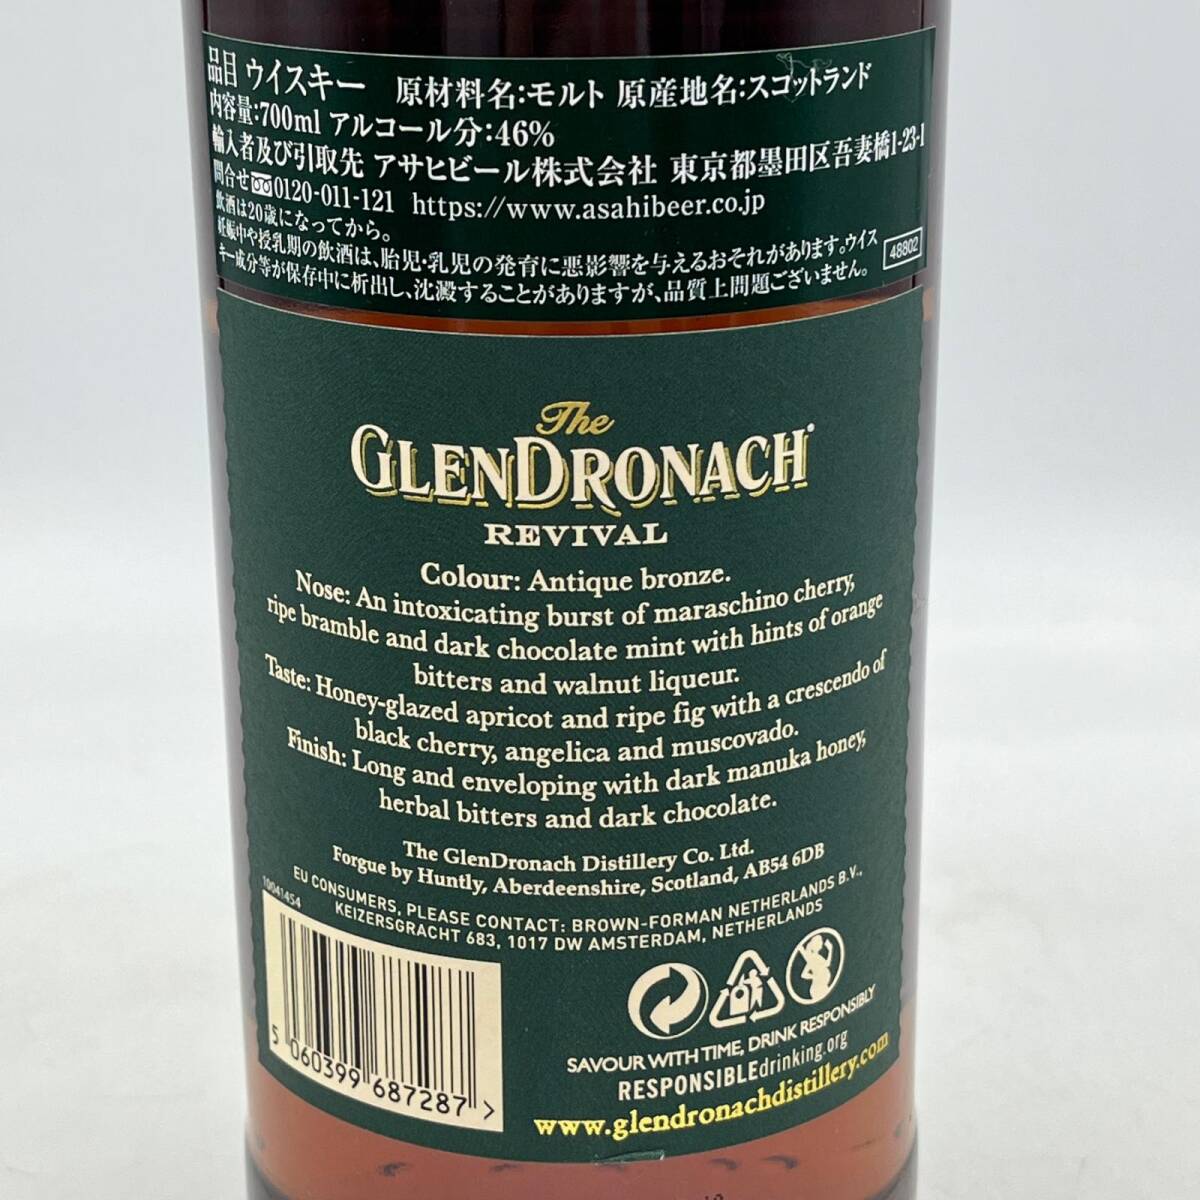 品目 ウイスキー 原材料名:モルト 原産地名:スコットランド
内容量:700ml アルコール分:46%
輸入者及び引取先 アサヒビール株式会社 東京都墨田区吾妻橋1-23-1
問合せ 0120-011-121 https://www.asahibeer.co.jp
飲酒は20歳になってから。
妊娠中や授乳期の飲酒は、胎児・乳児の発育に悪影響を与えるおそれがあります。ウイス
キー成分等が保存中に析出し、沈澱することがありますが、品質上問題ございません。
48802
The
GLENDRONACH
REVIVAL
Colour: Antique bronze.
Nose: An intoxicating burst of maraschino cherry,
ripe bramble and dark chocolate mint with hints of orange
bitters and walnut liqueur.
Taste: Honey-glazed apricot and ripe fig with a crescendo of
black cherry, angelica and muscovado.
Finish: Long and enveloping with dark manuka honey,
herbal bitters and dark chocolate.
The GlenDronach Distillery Co. Ltd.
Forgue by Huntly, Aberdeenshire, Scotland, AB54 6DB
EU CONSUMERS, PLEASE CONTACT: BROWN-FORMAN NETHERLANDS B.V.,
KEIZERSGRACHT 683, 1017 DW AMSTERDAM, NETHERLANDS
10041454
5 060399 687287 >
SAVOUR WITH TIME, DRINK RESPONSIBLY
RESPONSIBLEdrinking.org
www.glendronachdistillery.com